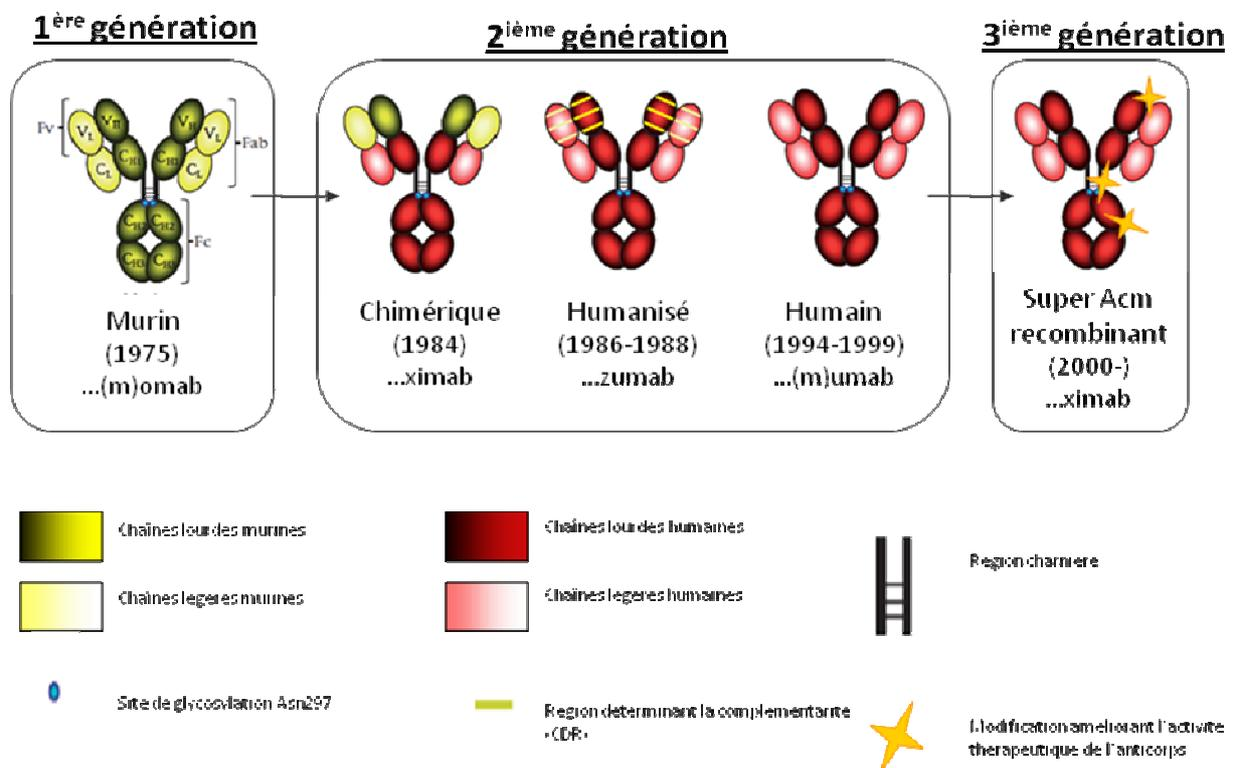 1ère génération
2ième génération
3ième génération
Fv
VL
VH
CL
CH1
VH
VL
CH1
CL
Fab
CH2
CH2
CH3
Fc
Murin
(1975)
...(m)omab
Chimérique
(1984)
...ximab
Humanisé
(1986-1988)
...zumab
Humain
(1994-1999)
...(m)umab
Super Acm
recombinant
(2000-)
...ximab
Chaînes lourdes murines
Chaînes lourdes humaines
Region charniere
Chaînes legeres murines
Chaînes legeres humaines
Site de glycosylation Asn297
Region determinant la complementarite
«CDR»
Modification ameliorant l'activite
therapeutique de l'anticorps